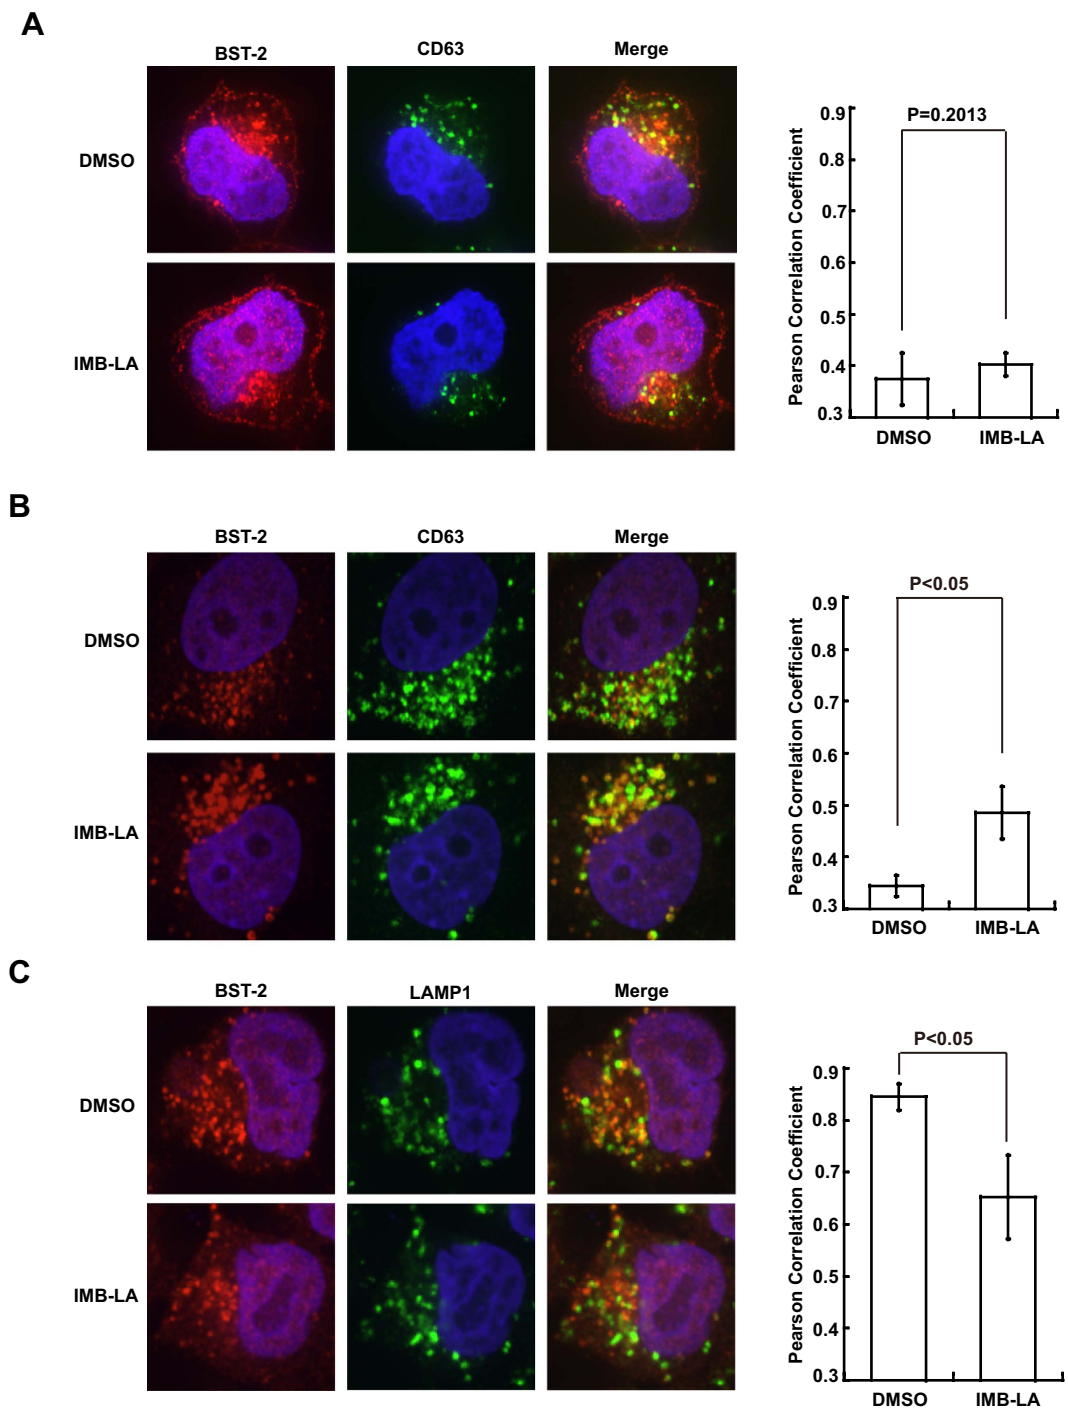 A
BST-2 CD63 Merge
DMSO
IMB-LA
Pearson Correlation Coefficient
0.9
0.8
0.7
0.6
0.5
0.4
0.3
P=0.2013
DMSO IMB-LA
B
BST-2 CD63 Merge
DMSO
IMB-LA
Pearson Correlation Coefficient
0.9
0.8
0.7
0.6
0.5
0.4
0.3
P<0.05
DMSO IMB-LA
C
BST-2 LAMP1 Merge
DMSO
IMB-LA
Pearson Correlation Coefficient
0.9
0.8
0.7
0.6
0.5
0.4
0.3
P<0.05
DMSO IMB-LA